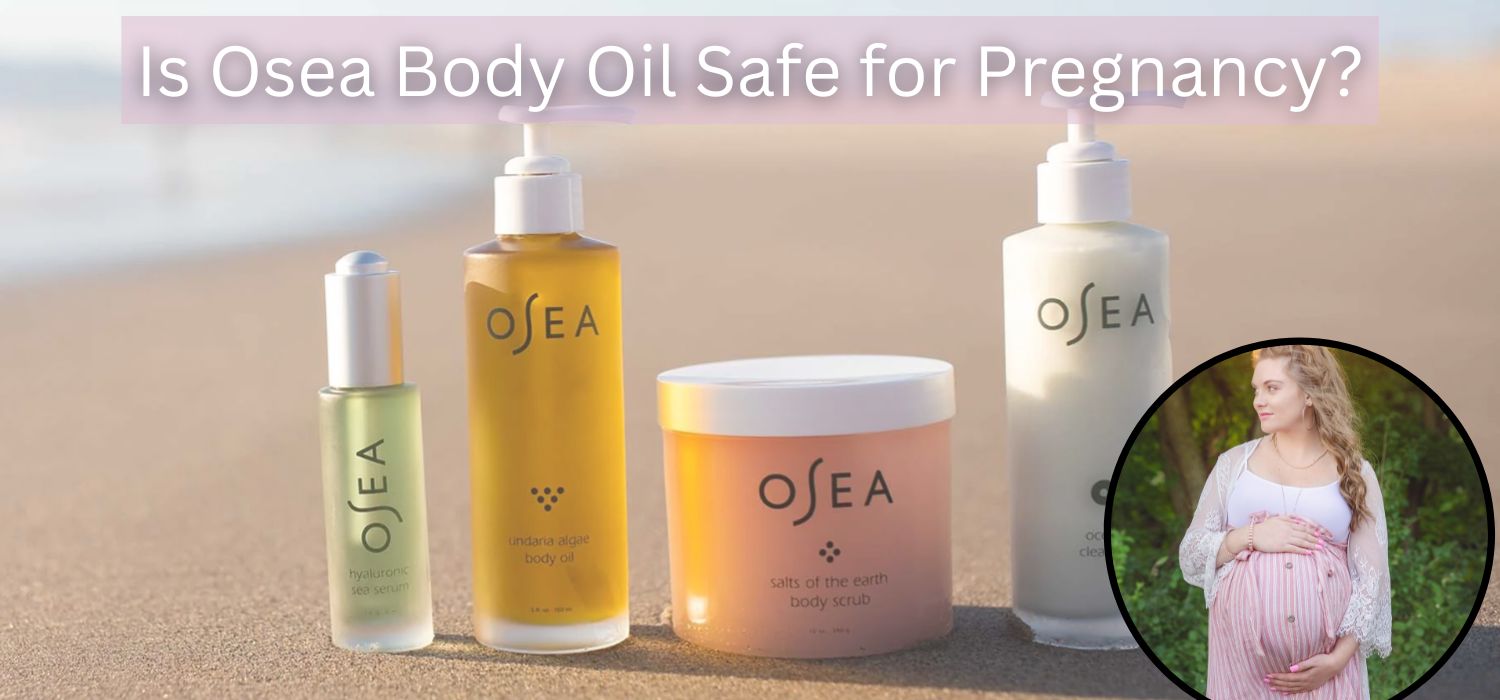 Is Osea Body Oil Safe for Pregnancy?
OSEA
hyaluronic
sea serum
OSEA
undaria algae
body oil
OSEA
salts of the earth
body scrub
OSEA